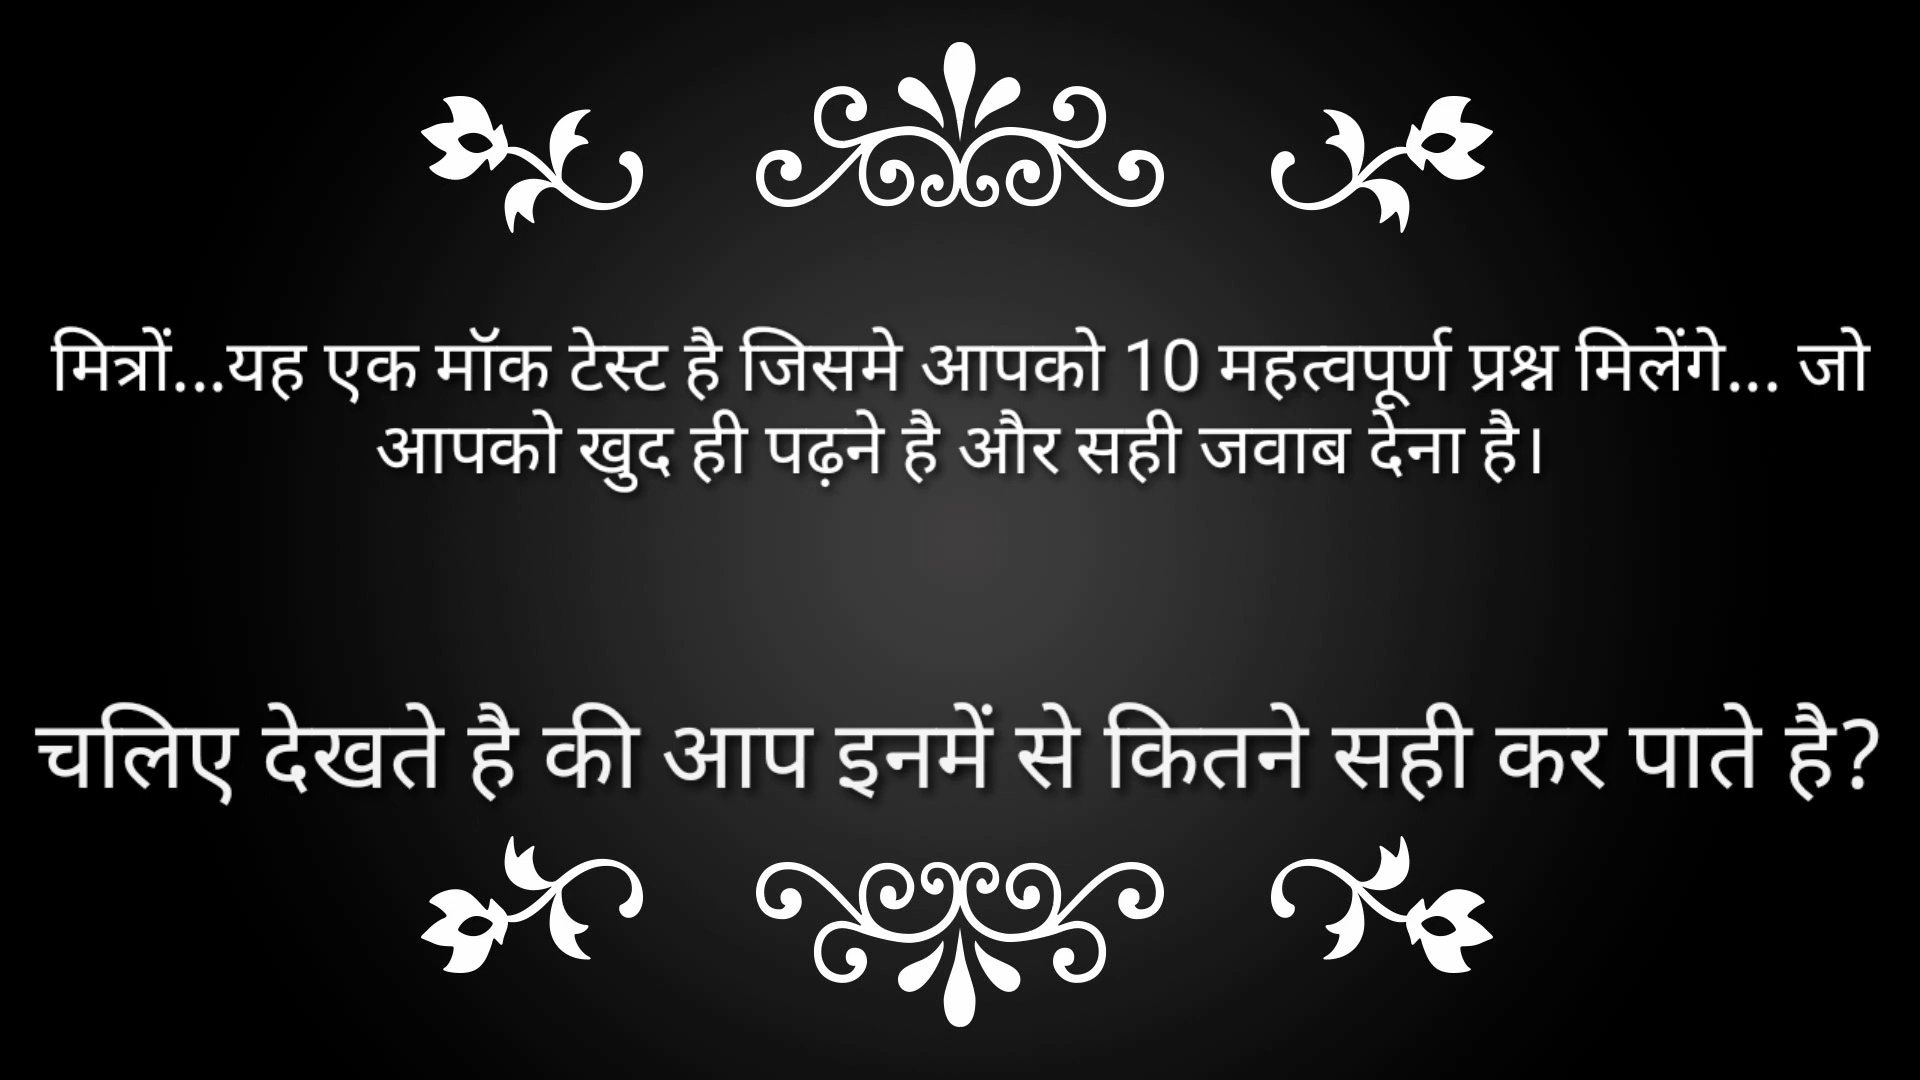 मित्रों...यह एक मॉक टेस्ट है जिसमे आपको 10 महत्वपूर्ण प्रश्न मिलेंगे... जो
आपको खुद ही पढ़ने है और सही जवाब देना है।
चलिए देखते है की आप इनमें से कितने सही कर पाते है?